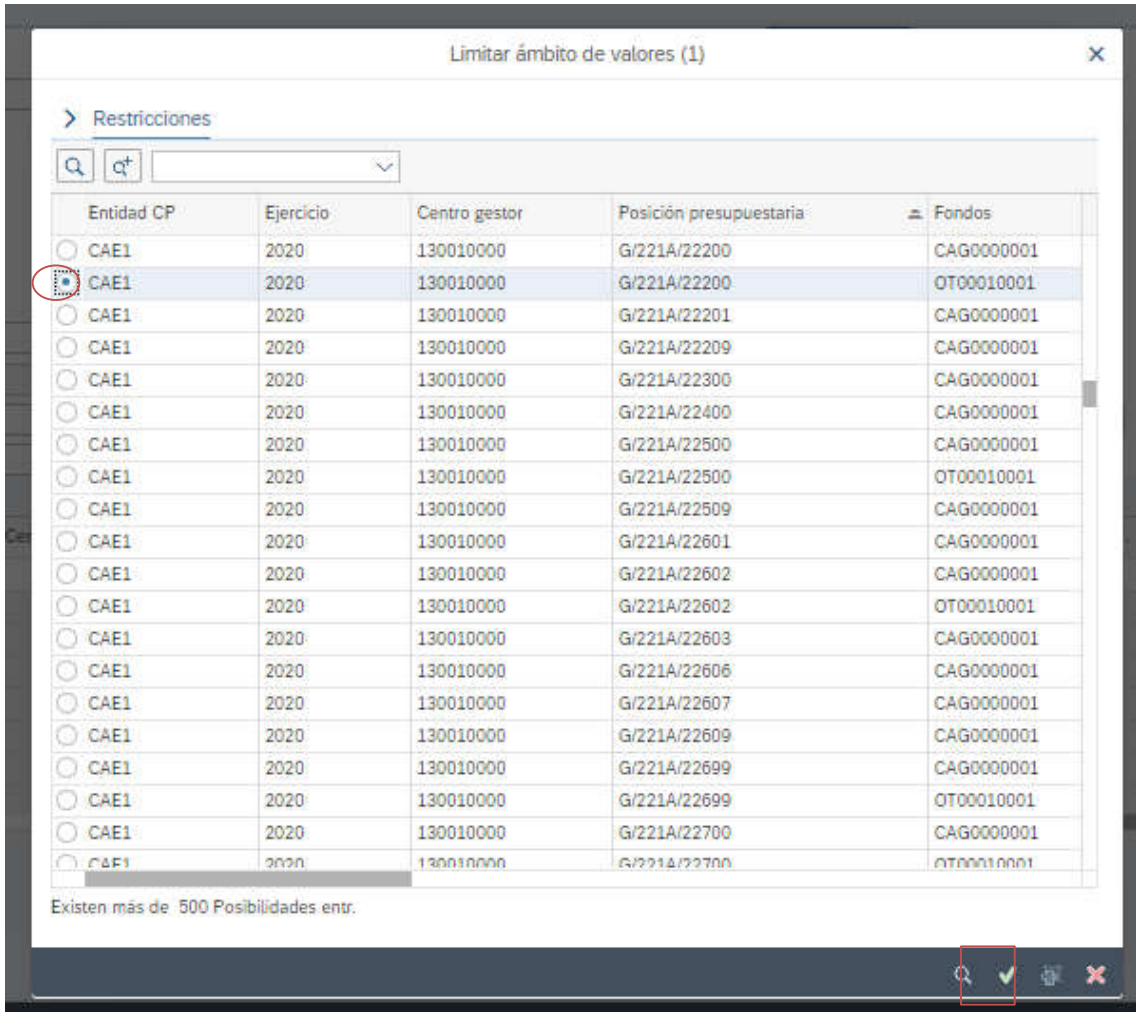 Limitar ámbito de valores (1)
Restricciones
Entidad CP Ejercicio Centro gestor Posición presupuestaria Fondos
CAE1 2020 130010000 G/221A/22200 CAG0000001
CAE1 2020 130010000 G/221A/22200 OT00010001
CAE1 2020 130010000 G/221A/22201 CAG0000001
CAE1 2020 130010000 G/221A/22209 CAG0000001
CAE1 2020 130010000 G/221A/22300 CAG0000001
CAE1 2020 130010000 G/221A/22400 CAG0000001
CAE1 2020 130010000 G/221A/22500 CAG0000001
CAE1 2020 130010000 G/221A/22500 OT00010001
CAE1 2020 130010000 G/221A/22509 CAG0000001
CAE1 2020 130010000 G/221A/22601 CAG0000001
CAE1 2020 130010000 G/221A/22602 CAG0000001
CAE1 2020 130010000 G/221A/22602 OT00010001
CAE1 2020 130010000 G/221A/22603 CAG0000001
CAE1 2020 130010000 G/221A/22606 CAG0000001
CAE1 2020 130010000 G/221A/22607 CAG0000001
CAE1 2020 130010000 G/221A/22609 CAG0000001
CAE1 2020 130010000 G/221A/22699 CAG0000001
CAE1 2020 130010000 G/221A/22699 OT00010001
CAE1 2020 130010000 G/221A/22700 CAG0000001
CAE1 2020 130010000 G/221A/22700 OT00010001
Existen más de 500 Posibilidades entr.